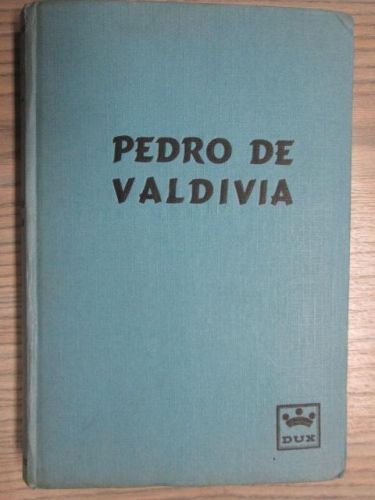 PEDRO DE
VALDIVIA
DUX